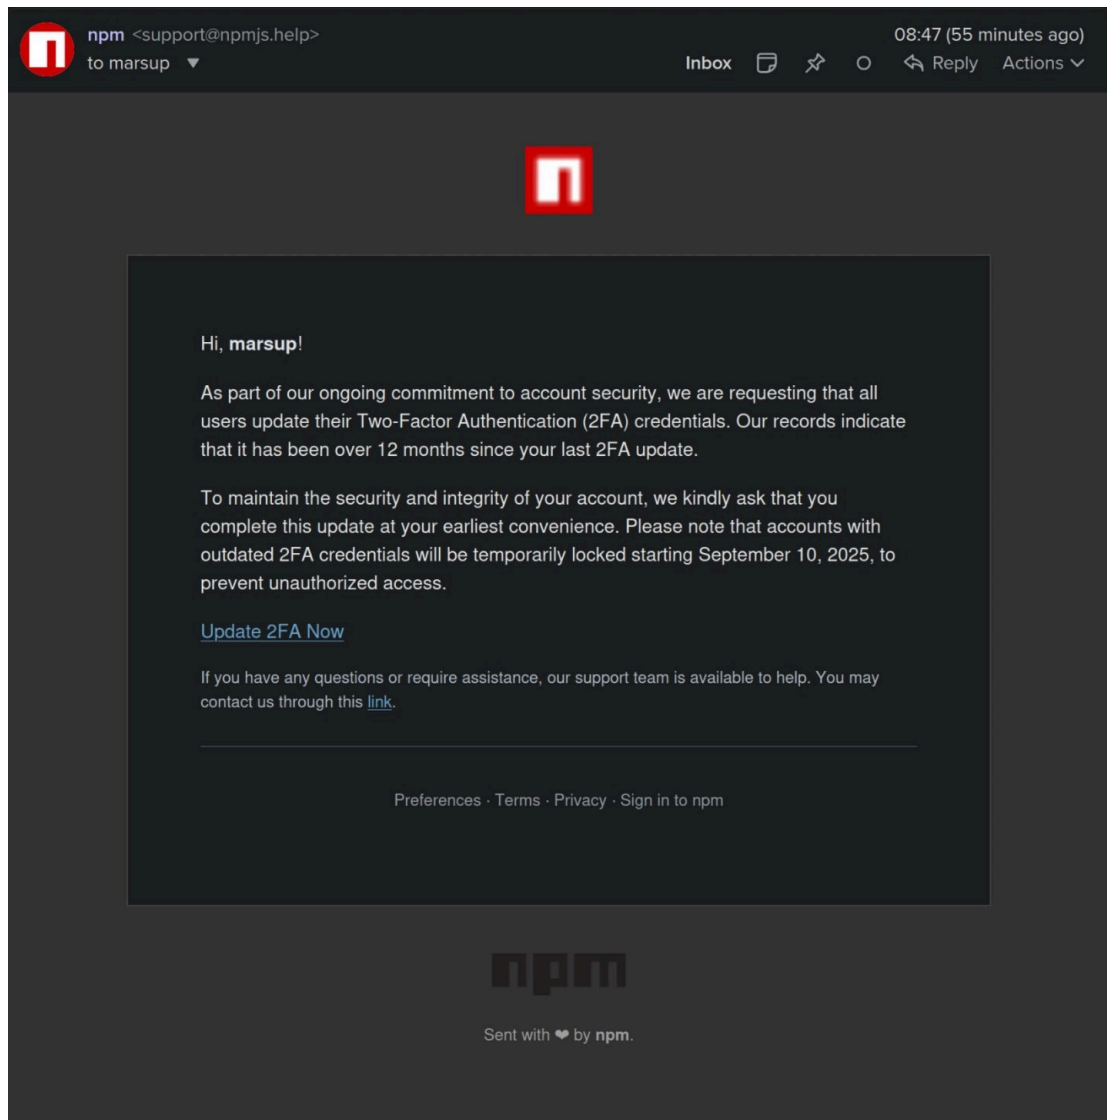 npm <support@npmjs.help>
08:47 (55 minutes ago)
to marsup ▼
Inbox
Reply
Actions
Hi, marsup!
As part of our ongoing commitment to account security, we are requesting that all
users update their Two-Factor Authentication (2FA) credentials. Our records indicate
that it has been over 12 months since your last 2FA update.
To maintain the security and integrity of your account, we kindly ask that you
complete this update at your earliest convenience. Please note that accounts with
outdated 2FA credentials will be temporarily locked starting September 10, 2025, to
prevent unauthorized access.
Update 2FA Now
If you have any questions or require assistance, our support team is available to help. You may
contact us through this link.
Preferences · Terms · Privacy · Sign in to npm
npm
Sent with ❤ by npm.